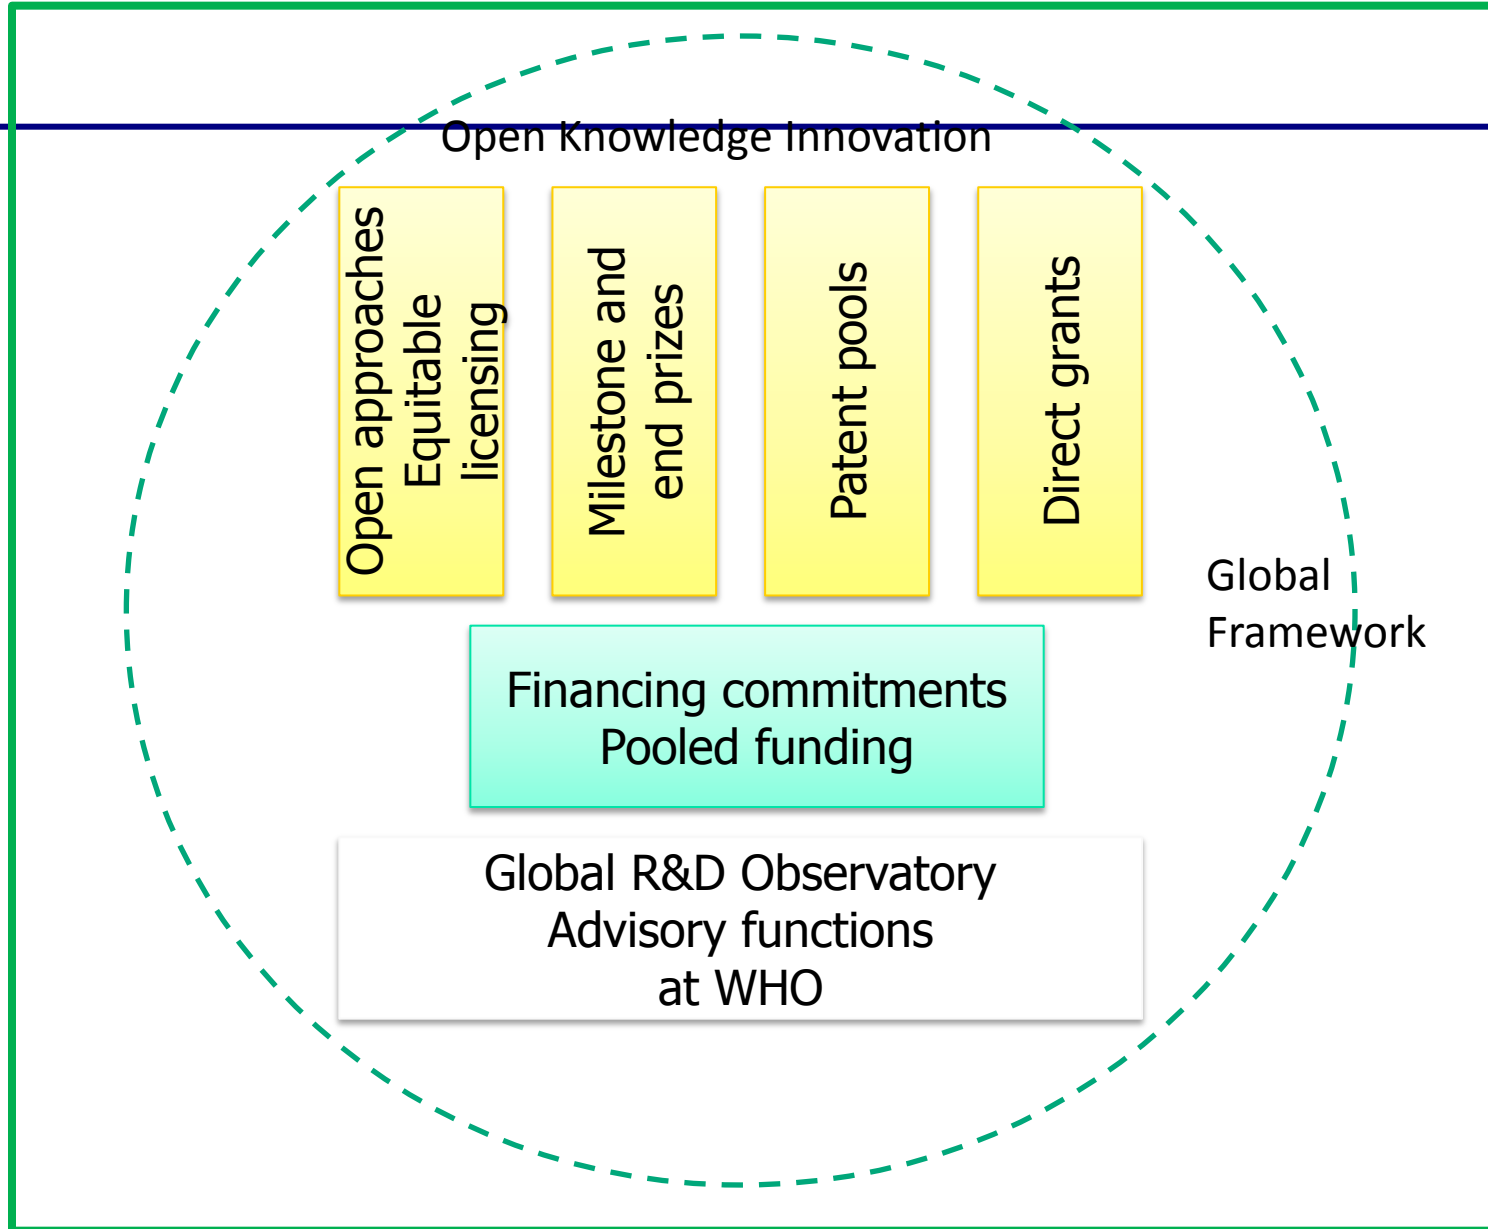 Open Knowledge Innovation
Open approaches
Equitable
licensing
Milestone and
end prizes
Patent pools
Direct grants
Global
Framework
Financing commitments
Pooled funding
Global R&D Observatory
Advisory functions
at WHO